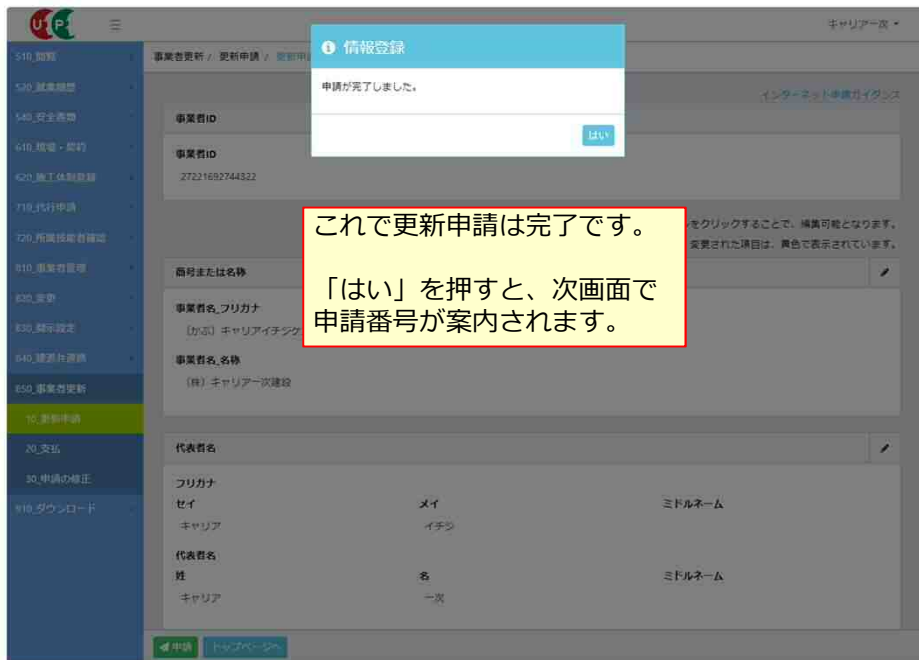 キャリア一次
情報登録
申請が完了しました。
はい
510_閲覧
520_就業履歴
540_安全書類
610_現場・契約
620_施工体制登録
710_代行申請
720_所属技能者確認
810_事業者管理
820_変更
830_開示設定
840_建退共連携
850_事業者更新
10_更新申請
20_支払
30_申請の修正
910_ダウンロード
事業者更新 / 更新申請 /
インターネット申請ガイダンス
事業者ID
事業者ID
27221692744322
をクリックすることで、編集可能となります。
変更された項目は、黄色で表示されています。
これで更新申請は完了です。
「はい」を押すと、次画面で
申請番号が案内されます。
商号または名称
事業者名_フリガナ
(かぶ) キャリアイチジケ
事業者名_名称
(株) キャリア一次建設
代表者名
フリガナ
セイ メイ ミドルネーム
キャリア イチジ
代表者名
姓 名 ミドルネーム
キャリア 一次
申請 トップページへ